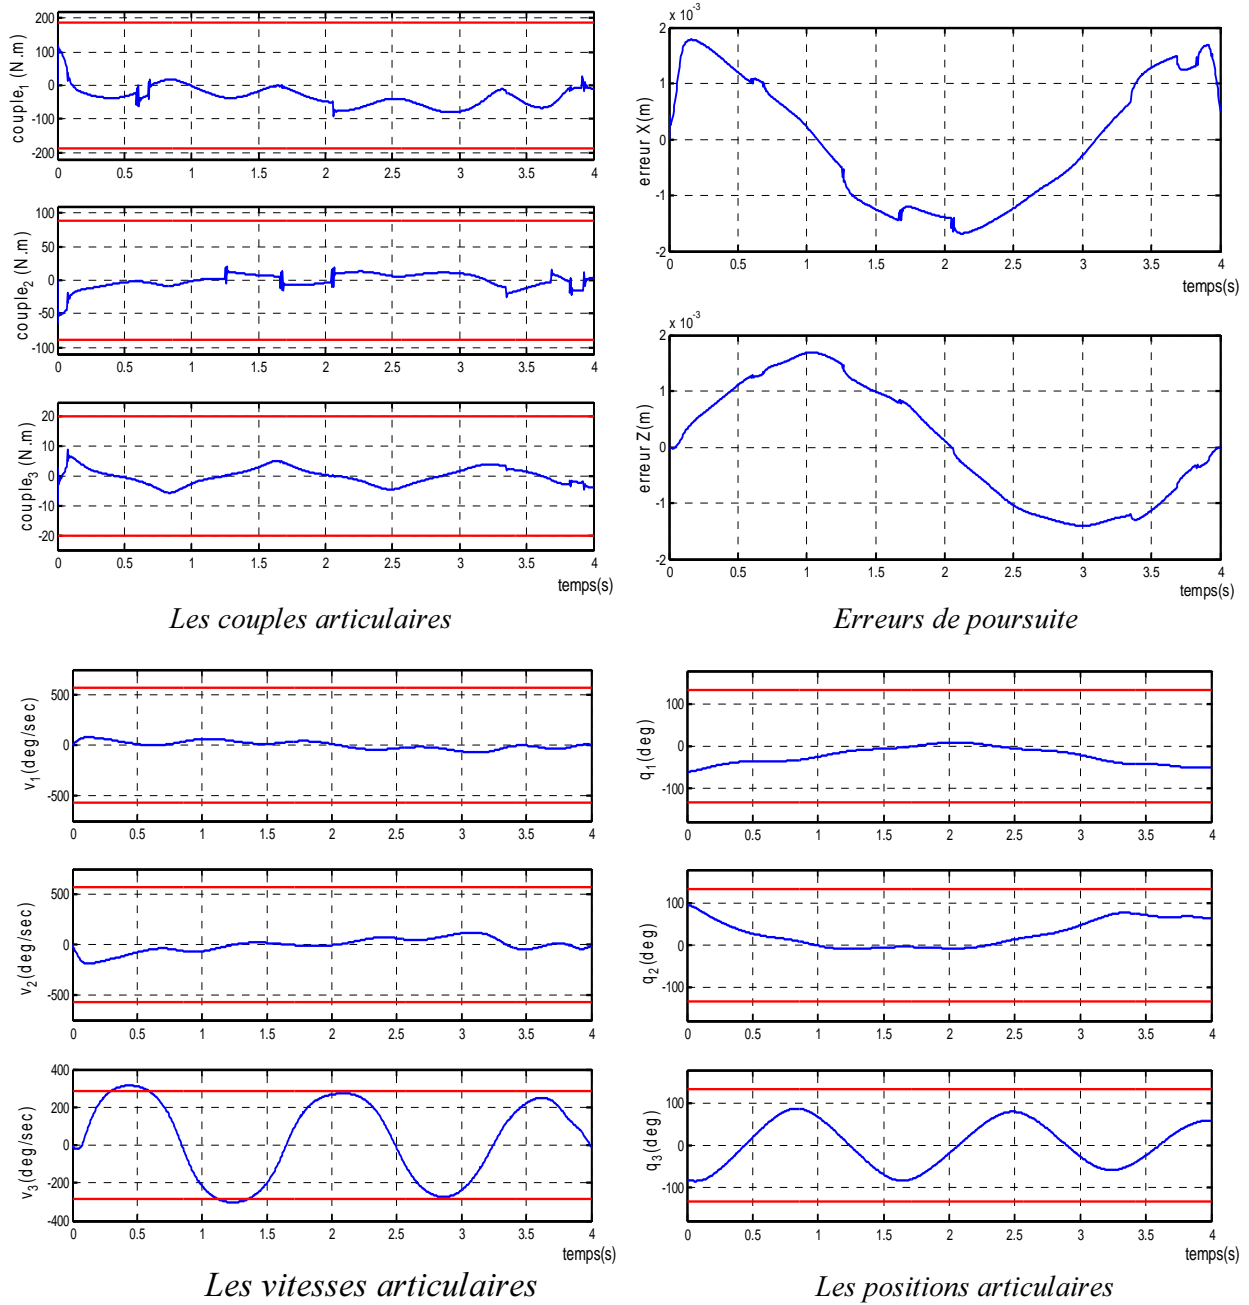 couple1 (N.m)
200
100
0
-100
-200
0 0.5 1 1.5 2 2.5 3 3.5 4
couple2 (N.m)
100
50
0
-50
-100
0 0.5 1 1.5 2 2.5 3 3.5 4
couple3 (N.m)
20
10
0
-10
-20
0 0.5 1 1.5 2 2.5 3 3.5 4
temps(s)
Les couples articulaires
x 10-3
erreur X(m)
2
1
0
-1
-2
0 0.5 1 1.5 2 2.5 3 3.5 4
temps(s)
x 10-3
erreur Z(m)
2
1
0
-1
-2
0 0.5 1 1.5 2 2.5 3 3.5 4
temps(s)
Erreurs de poursuite
v1(deg/sec)
500
0
-500
0 0.5 1 1.5 2 2.5 3 3.5 4
v2(deg/sec)
500
0
-500
0 0.5 1 1.5 2 2.5 3 3.5 4
v3(deg/sec)
400
200
0
-200
-400
0 0.5 1 1.5 2 2.5 3 3.5 4
temps(s)
Les vitesses articulaires
q1(deg)
100
0
-100
0 0.5 1 1.5 2 2.5 3 3.5 4
q2(deg)
100
0
-100
0 0.5 1 1.5 2 2.5 3 3.5 4
q3(deg)
100
0
-100
0 0.5 1 1.5 2 2.5 3 3.5 4
temps(s)
Les positions articulaires